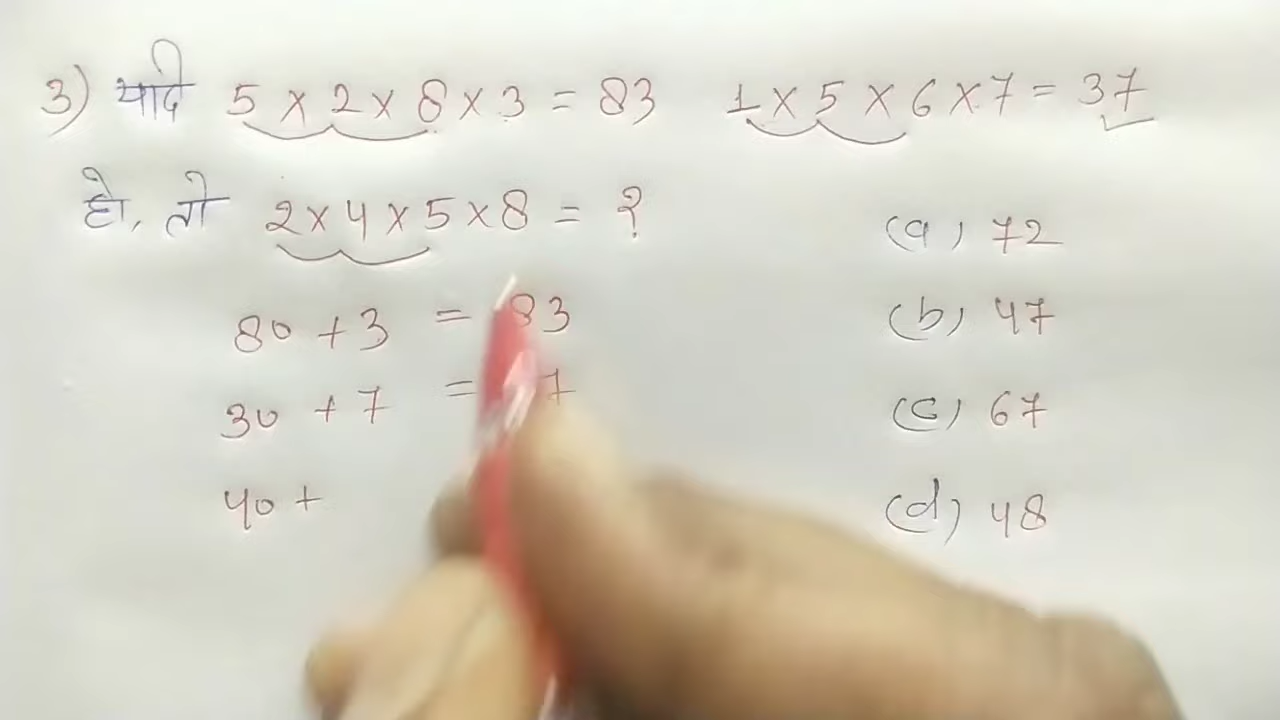 3) यदि 5 × 2 × 8 × 3 = 83 1 × 5 × 6 × 7 = 37
हो, तो 2 × 4 × 5 × 8 = ?
(a) 72
80 + 3 = 83
(b) 47
30 + 7 = 7
(c) 67
40 +
(d) 48